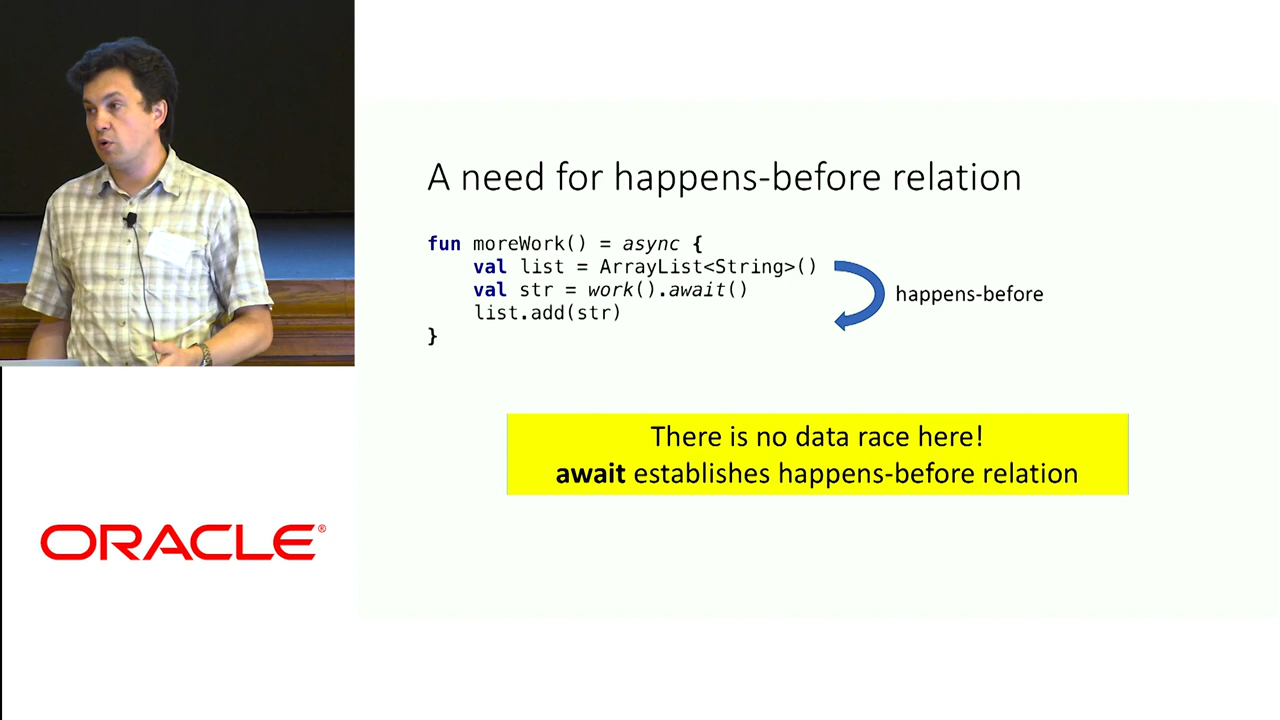 A need for happens-before relation
fun moreWork() = async {
    val list = ArrayList<String>()
    val str = work().await()
    list.add(str)
}
happens-before
There is no data race here!
await establishes happens-before relation
ORACLE®